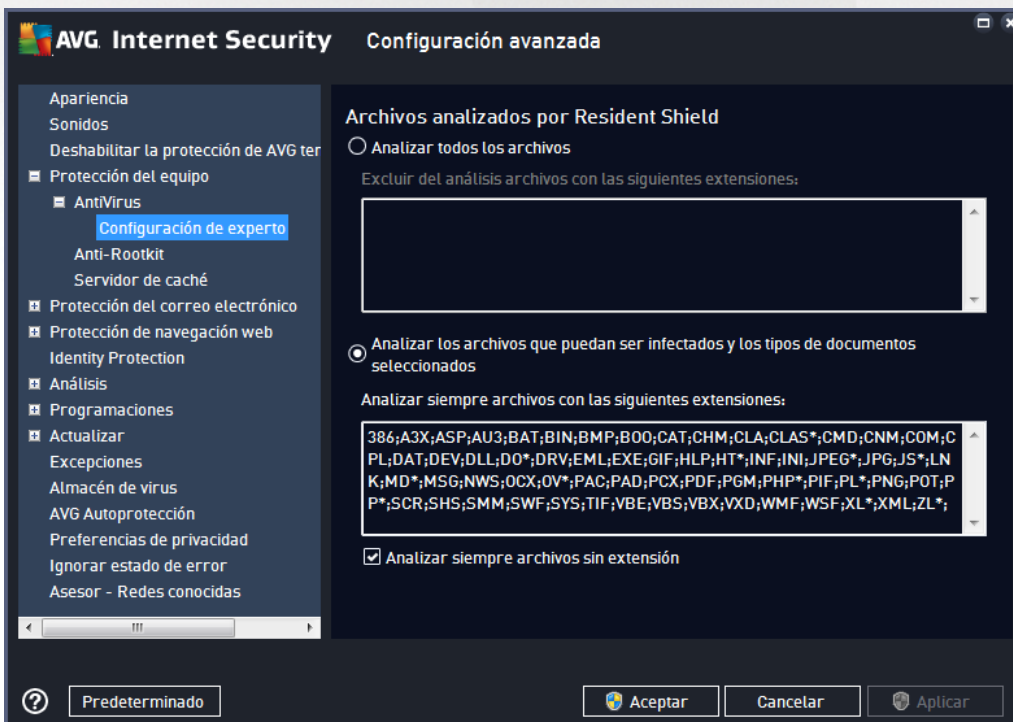 AVG. Internet Security Configuración avanzada
Apariencia
Sonidos
Deshabilitar la protección de AVG ter
Protección del equipo
AntiVirus
Configuración de experto
Anti-Rootkit
Servidor de caché
Protección del correo electrónico
Protección de navegación web
Identity Protection
Análisis
Programaciones
Actualizar
Excepciones
Almacén de virus
AVG Autoprotección
Preferencias de privacidad
Ignorar estado de error
Asesor - Redes conocidas
Archivos analizados por Resident Shield
Analizar todos los archivos
Excluir del análisis archivos con las siguientes extensiones:
Analizar los archivos que puedan ser infectados y los tipos de documentos
seleccionados
Analizar siempre archivos con las siguientes extensiones:
386;A3X;ASP;AU3;BAT;BIN;BMP;BOO;CAT;CHM;CLA;CLAS*;CMD;CNM;COM;C
PL;DAT;DEV;DLL;DO*;DRV;EML;EXE;GIF;HLP;HT*;INF;INI;JPEG*;JPG;JS*;LN
K;MD*;MSG;NWS;OCX;OV*;PAC;PAD;PCX;PDF;PGM;PHP*;PIF;PL*;PNG;POT;P
P*;SCR;SHS;SMM;SWF;SYS;TIF;VBE;VBS;VBX;VXD;WMF;WSF;XL*;XML;ZL*;
Analizar siempre archivos sin extensión
Predeterminado
Aceptar
Cancelar
Aplicar